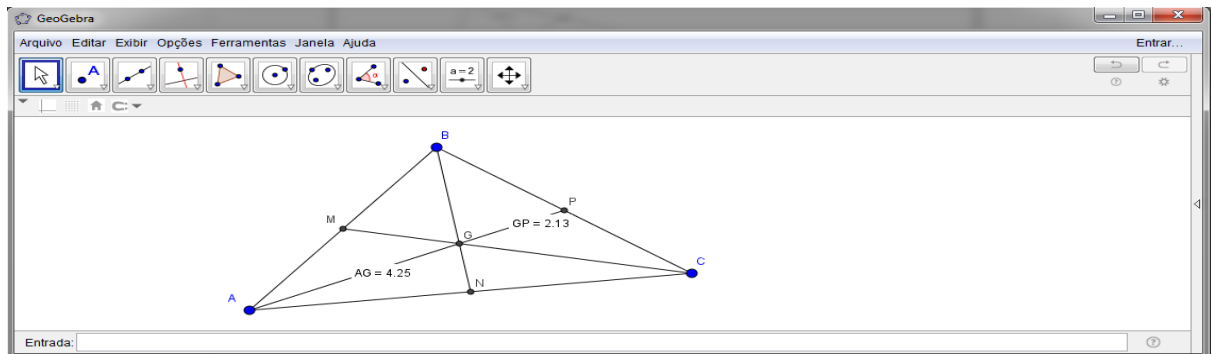 GeoGebra
Arquivo Editar Exibir Opções Ferramentas Janela Ajuda
Entrar...
A
α
a=2
B
P
M
GP = 2.13
G
C
AG = 4.25
N
A
Entrada: